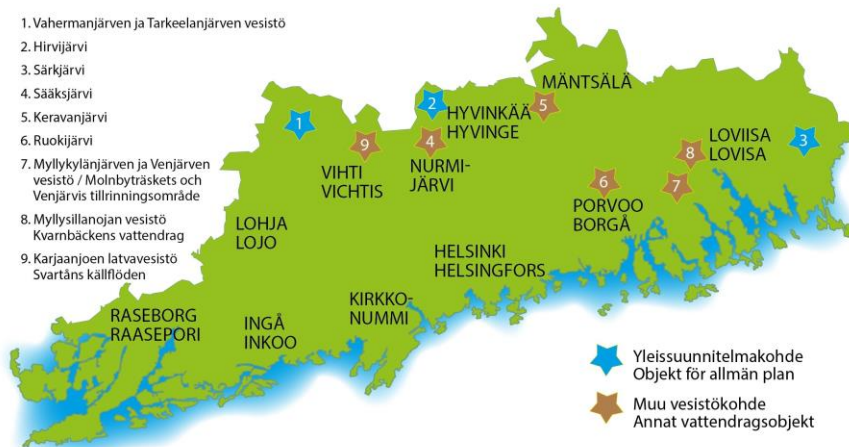 1. Vahermanjärven ja Tarkeelanjärven vesistö
2. Hirvijärvi
3. Särkjärvi
4. Sääksjärvi
5. Keravanjärvi
6. Ruokijärvi
7. Myllykylänjärven ja Venjärven
vesistö / Molnbyträskets och
Venjärvis tillrinningsområde
8. Myllysillanojan vesistö
Kvarnbäckens vattendrag
9. Karjaanjoen latvavesistö
Svartåns källflöden
MÄNTSÄLÄ
5
2
HYVINKÄÄ
HYVINGE
1
9
4
VIHTI
VICHTIS
NURMI-
JÄRVI
LOVIISA
LOVISA
3
8
7
6
PORVOO
BORGÅ
LOHJA
LOJO
HELSINKI
HELSINGFORS
KIRKKO-
NUMMI
RASEBORG
RAASEPORI
INGÅ
INKOO
Yleissuunnitelmakohde
Objekt för allmän plan
Muu vesistökohde
Annat vattendragsobjekt